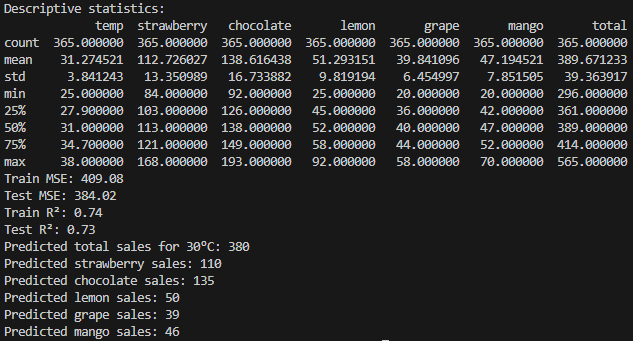 Descriptive statistics:
temp strawberry chocolate lemon grape mango total
count 365.000000 365.000000 365.000000 365.000000 365.000000 365.000000 365.000000
mean 31.274521 112.726027 138.616438 51.293151 39.841096 47.194521 389.671233
std 3.841243 13.350989 16.733882 9.819194 6.454997 7.851505 39.363917
min 25.000000 84.000000 92.000000 25.000000 20.000000 20.000000 296.000000
25% 27.900000 103.000000 126.000000 45.000000 36.000000 42.000000 361.000000
50% 31.000000 113.000000 138.000000 52.000000 40.000000 47.000000 389.000000
75% 34.700000 121.000000 149.000000 58.000000 44.000000 52.000000 414.000000
max 38.000000 168.000000 193.000000 92.000000 58.000000 70.000000 565.000000
Train MSE: 409.08
Test MSE: 384.02
Train R²: 0.74
Test R²: 0.73
Predicted total sales for 30°C: 380
Predicted strawberry sales: 110
Predicted chocolate sales: 135
Predicted lemon sales: 50
Predicted grape sales: 39
Predicted mango sales: 46